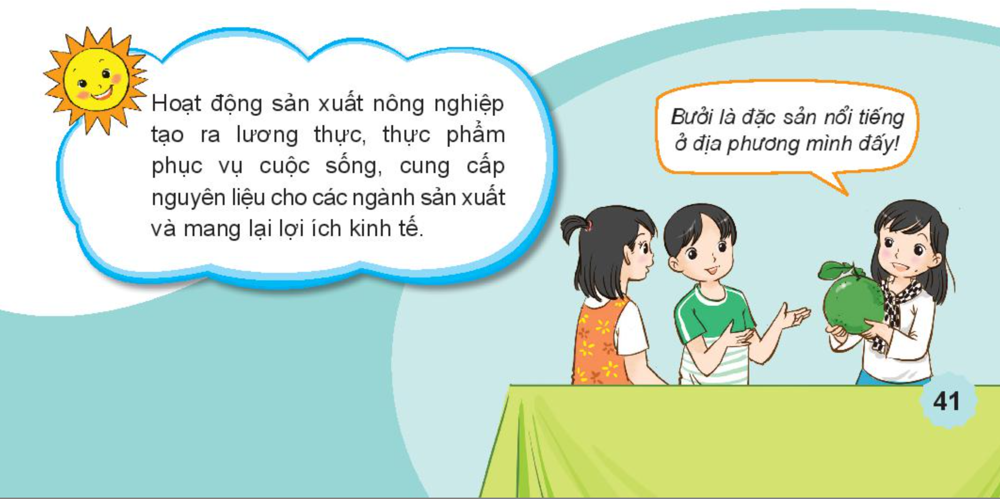 Hoạt động sản xuất nông nghiệp
tạo ra lương thực, thực phẩm
phục vụ cuộc sống, cung cấp
nguyên liệu cho các ngành sản xuất
và mang lại lợi ích kinh tế.
Bưởi là đặc sản nổi tiếng
ở địa phương mình đấy!
41